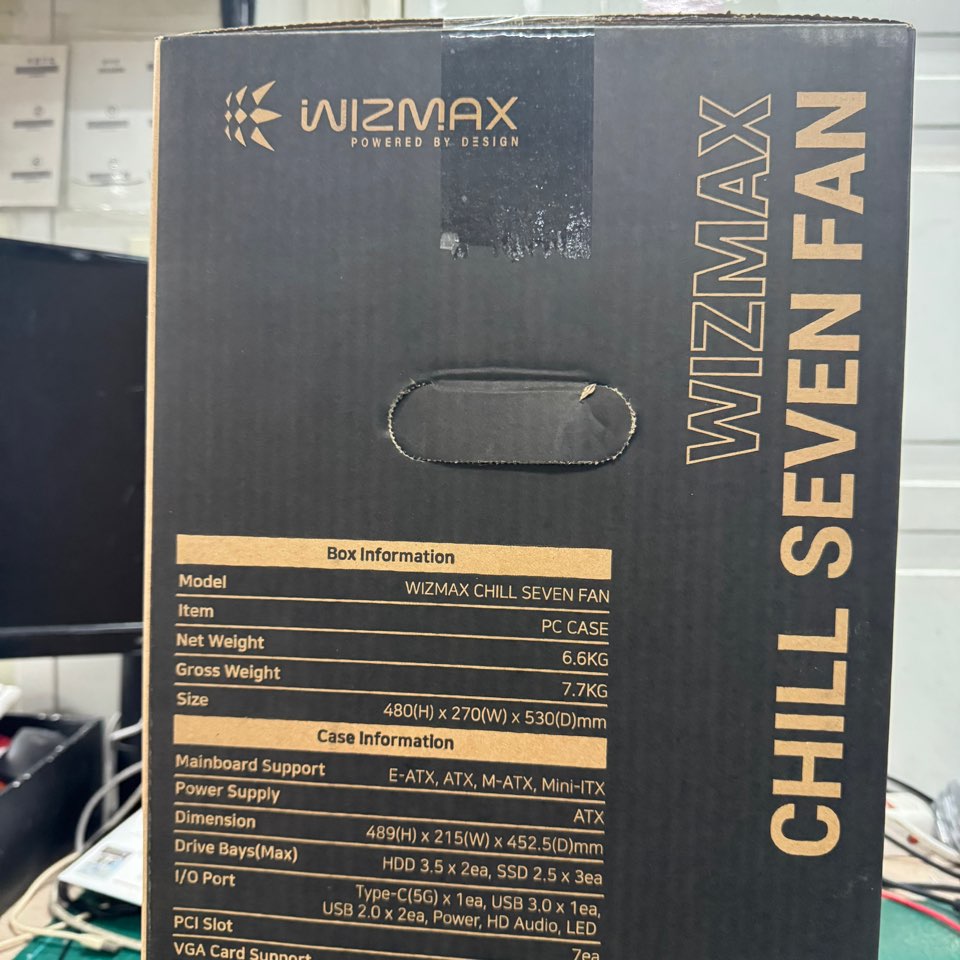 WIZMAX
POWERED BY DESIGN
WIZMAX
CHILL SEVEN FAN
Box Information
Model WIZMAX CHILL SEVEN FAN
Item PC CASE
Net Weight 6.6KG
Gross Weight 7.7KG
Size 480(H) x 270(W) x 530(D)mm
Case Information
Mainboard Support E-ATX, ATX, M-ATX, Mini-ITX
Power Supply ATX
Dimension 489(H) x 215(W) x 452.5(D)mm
Drive Bays(Max) HDD 3.5 x 2ea, SSD 2.5 x 3ea
I/O Port Type-C(5G) x 1ea, USB 3.0 x 1ea,
USB 2.0 x 2ea, Power, HD Audio, LED
PCI Slot 7ea
VGA Card Support